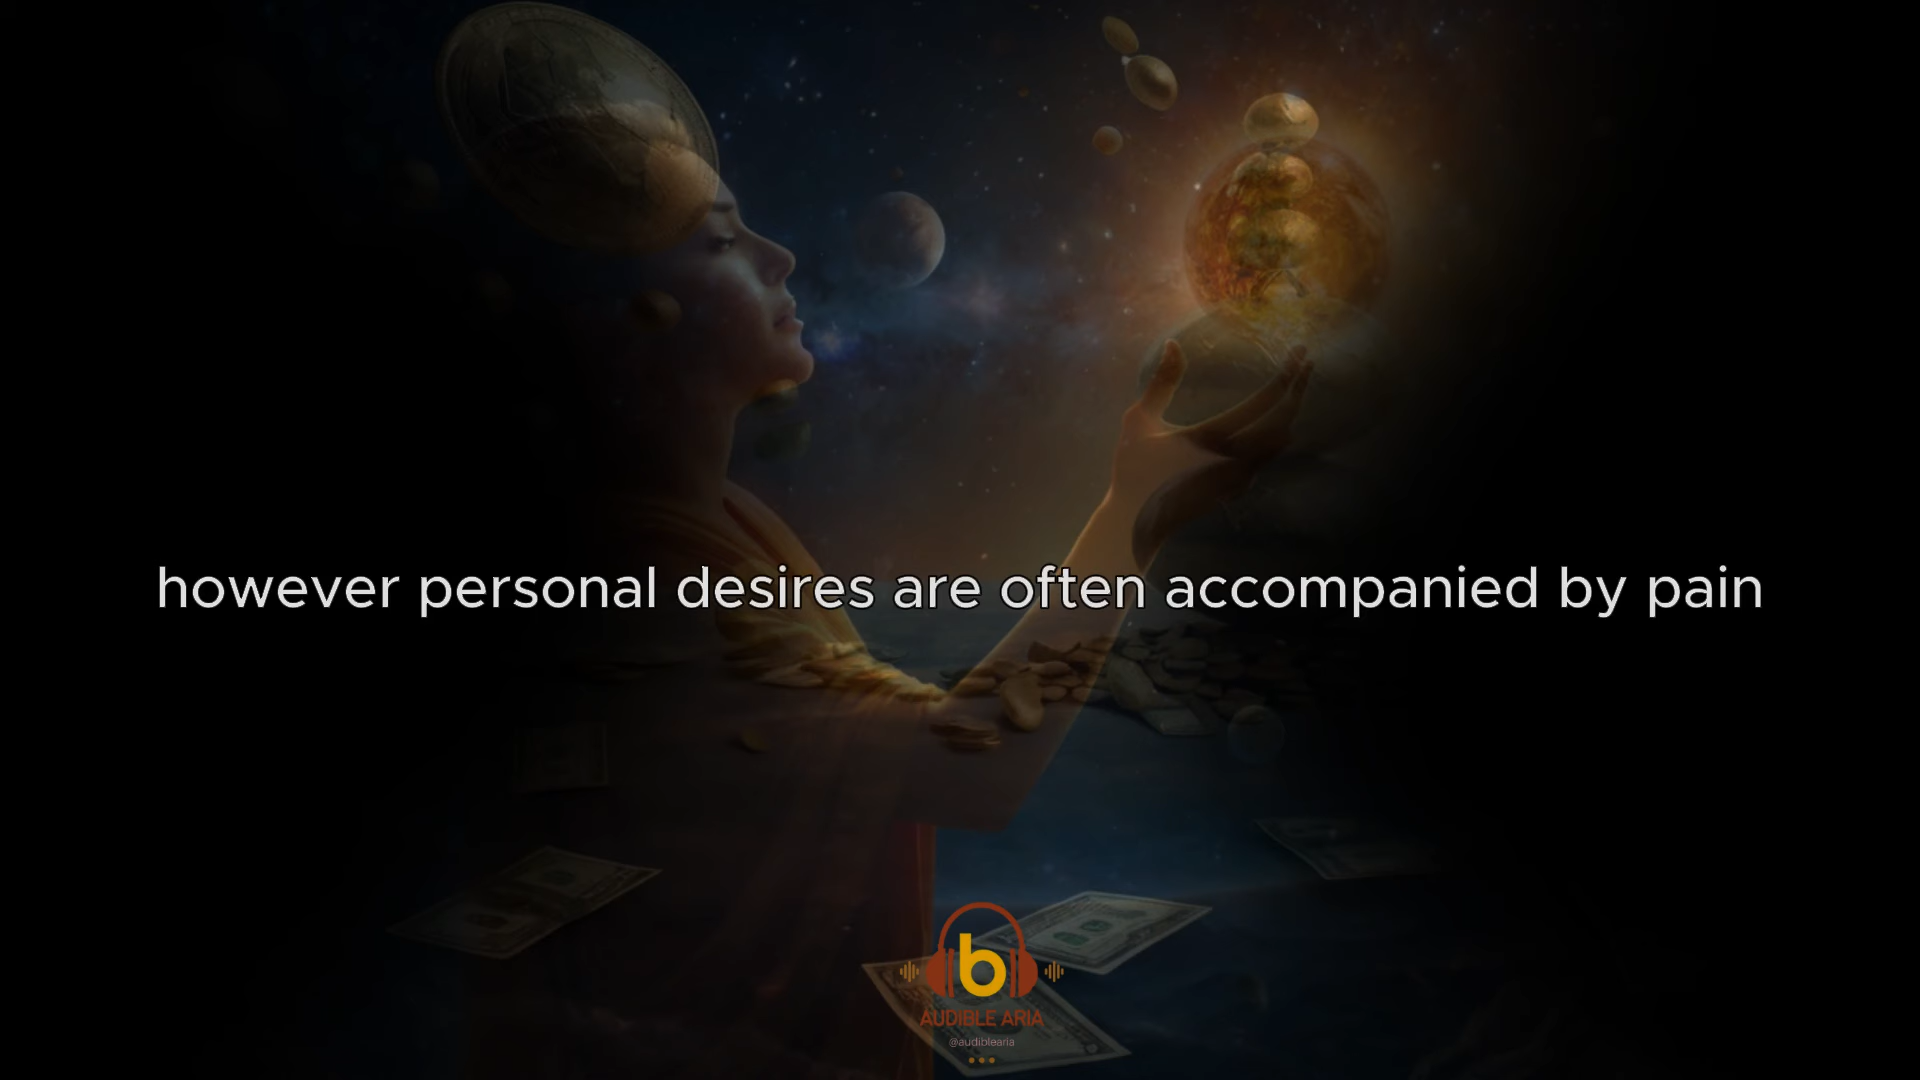 however personal desires are often accompanied by pain
b
AUDIBLE ARIA
@audiblearia